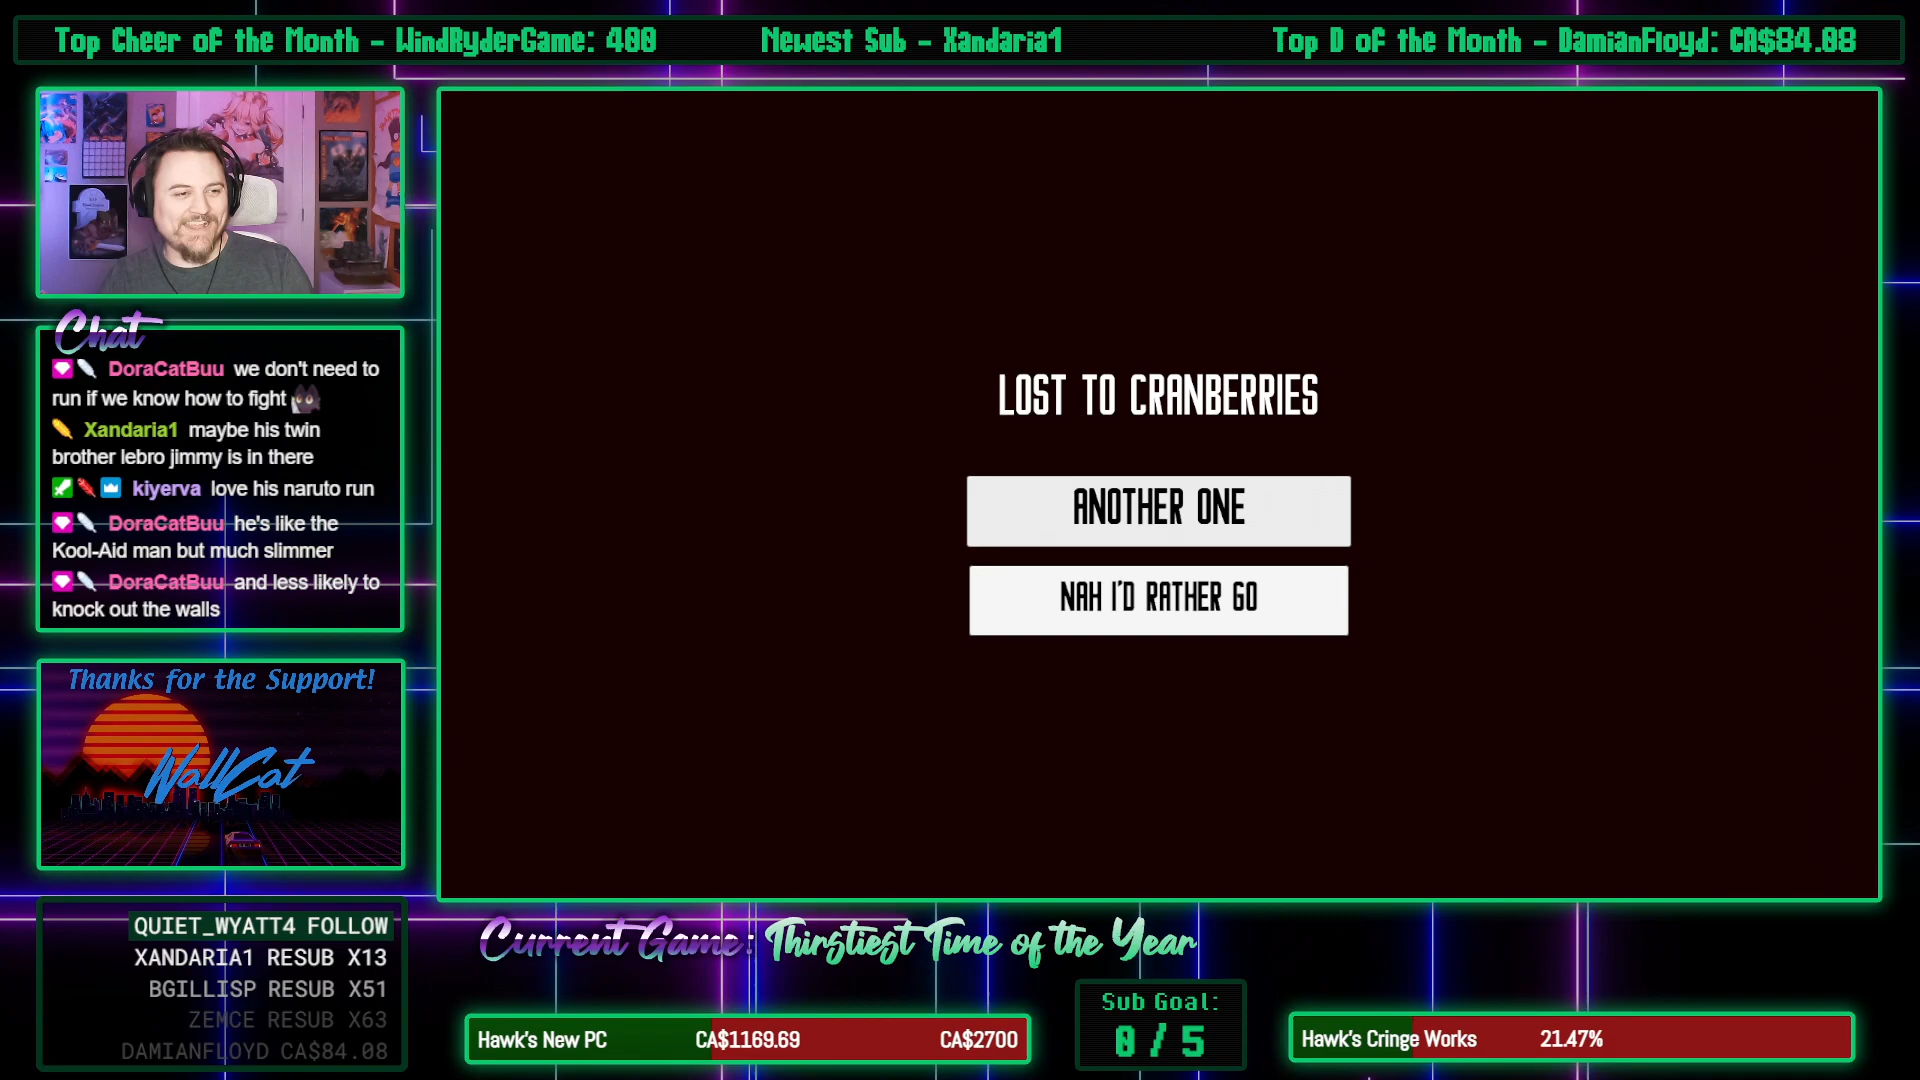 Top Cheer of the Month - WindRyderGame: 400
Newest Sub - Xandaria1
Top D of the Month - DamianFloyd: CA$84.08
Chat
DoraCatBuu we don't need to
run if we know how to fight
Xandaria1 maybe his twin
brother lebro jimmy is in there
kiyerva love his naruto run
DoraCatBuu he's like the
Kool-Aid man but much slimmer
DoraCatBuu and less likely to
knock out the walls
LOST TO CRANBERRIES
ANOTHER ONE
NAH I'D RATHER GO
Thanks for the Support!
WallCat
QUIET_WYATT4 FOLLOW
XANDARIA1 RESUB X13
BGILLISP RESUB X51
ZEMCE RESUB X63
DAMIANFLOYD CA$84.08
Current Game: Thirstiest Time of the Year
Hawk's New PC CA$1169.69 CA$2700
Sub Goal:
0 / 5
Hawk's Cringe Works 21.47%